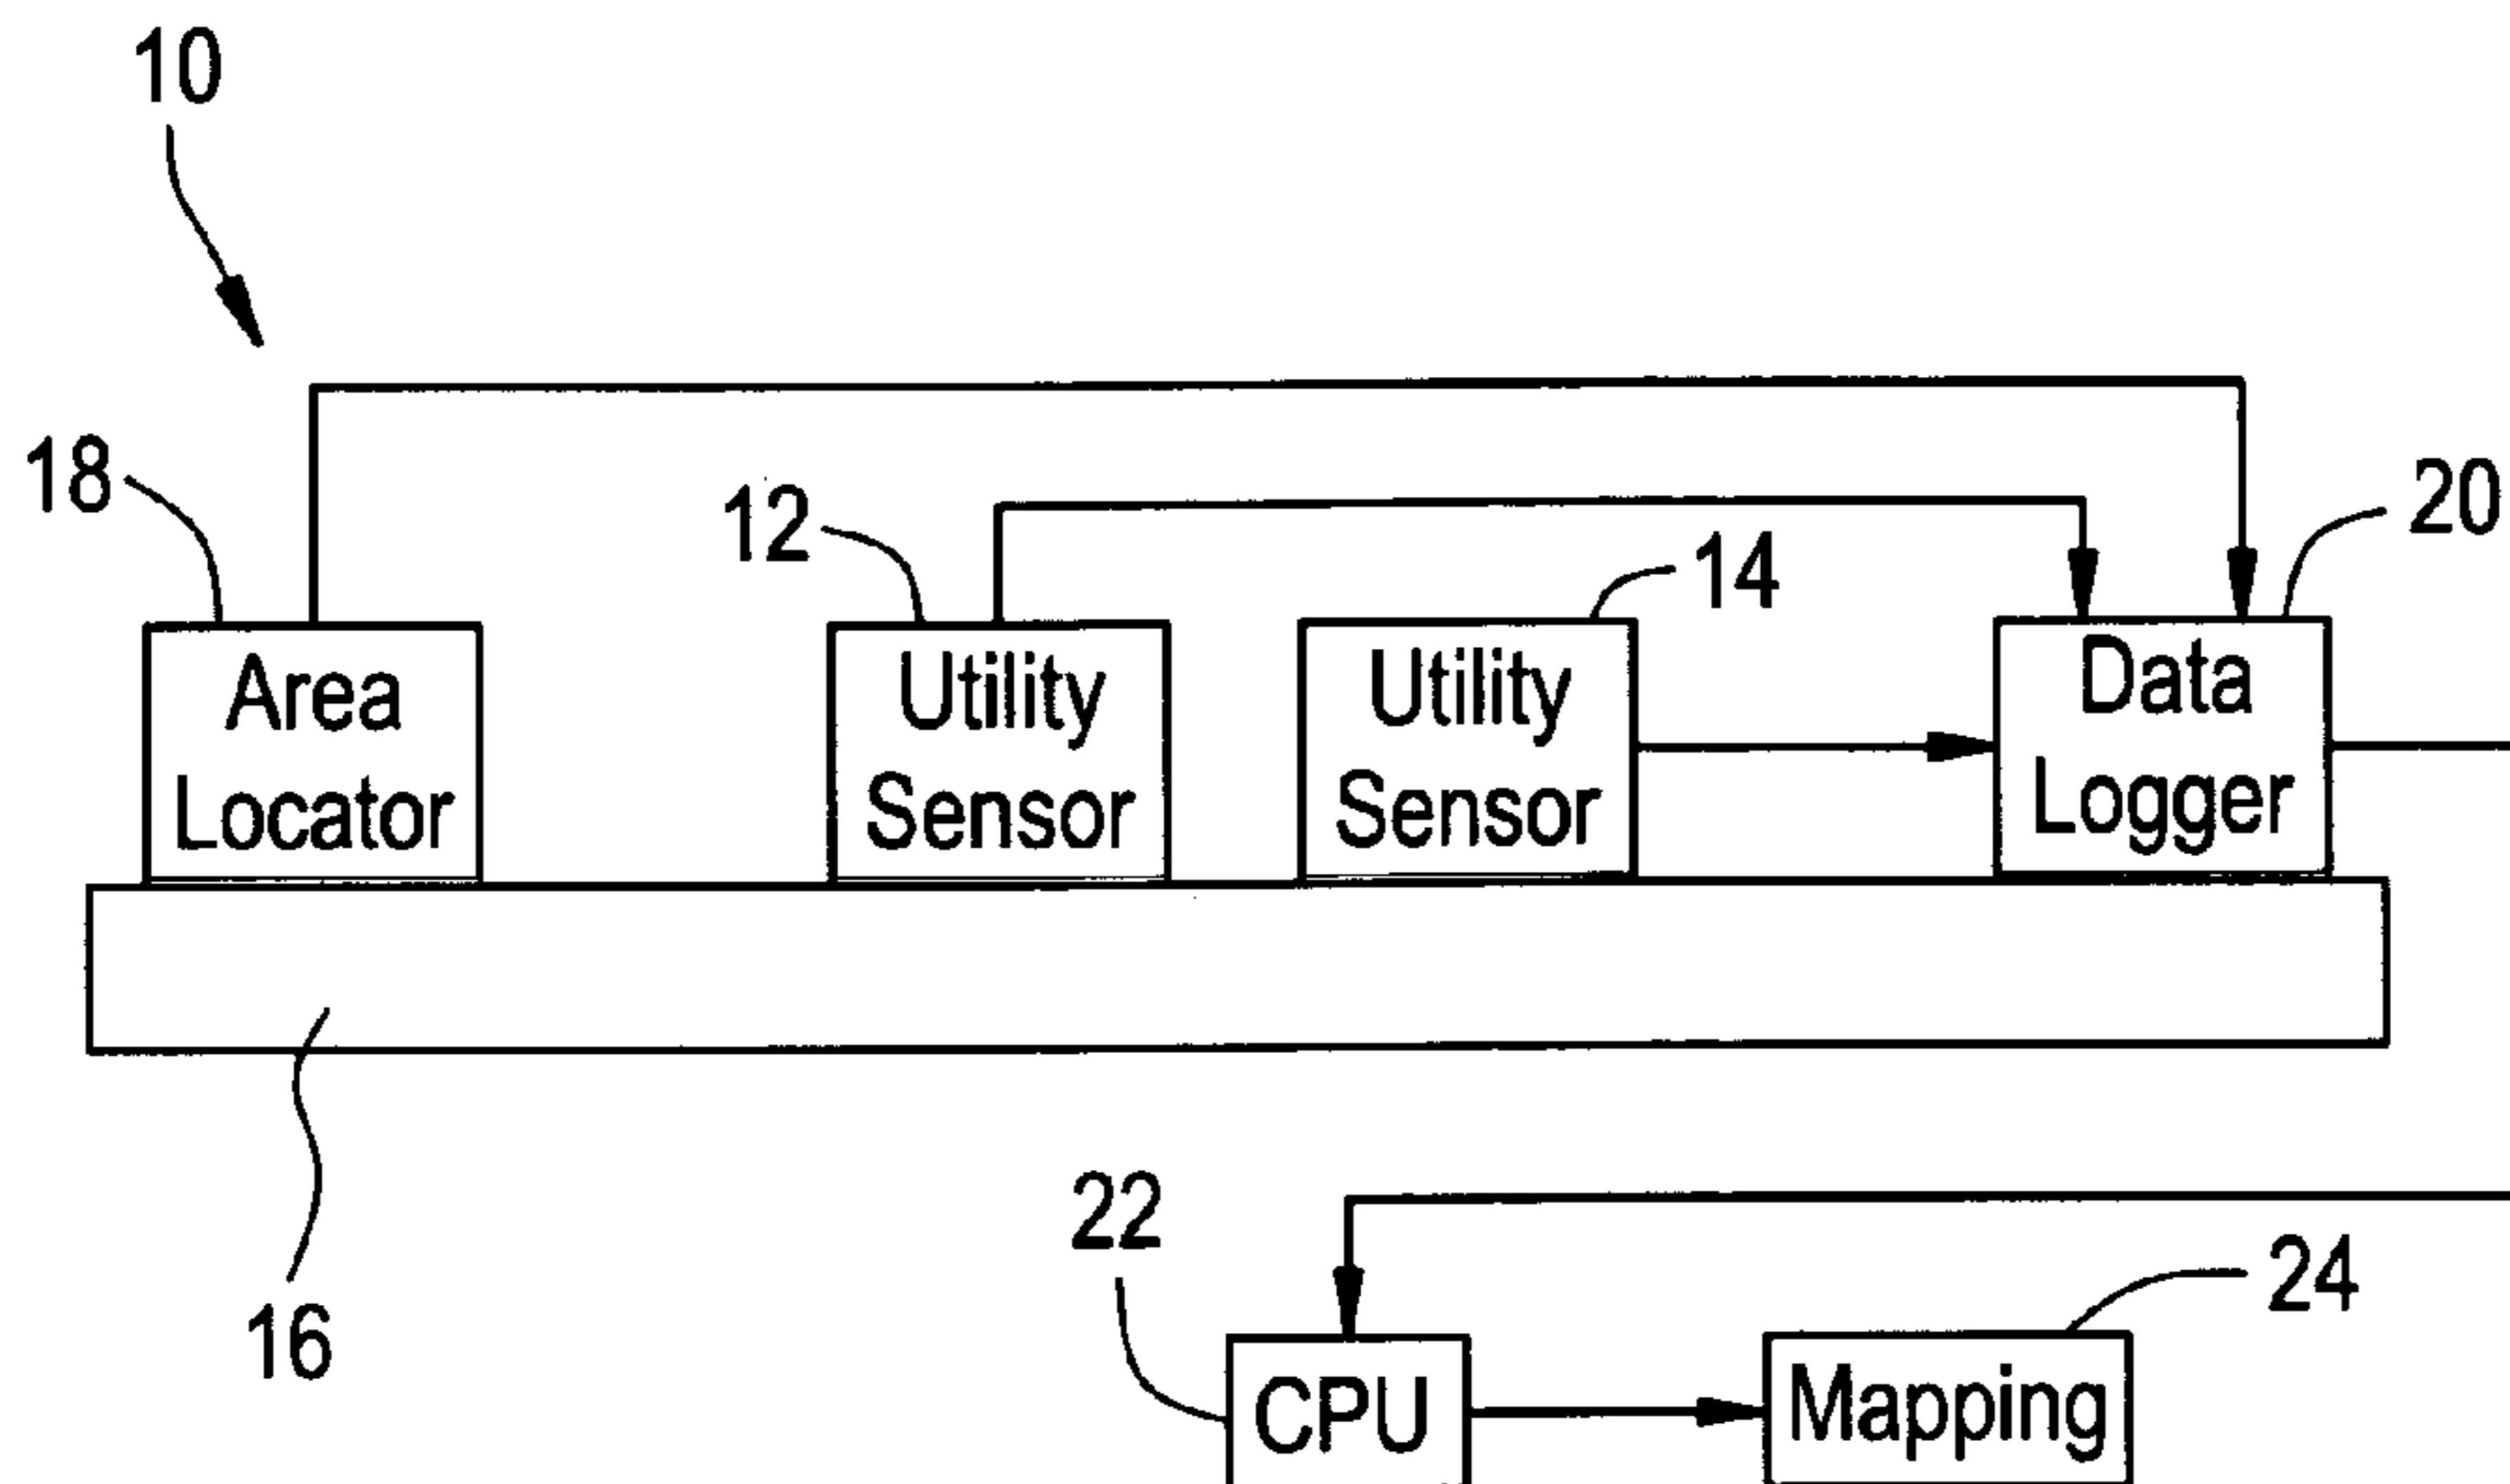 10
18
12
14
20
Area
Locator
Utility
Sensor
Utility
Sensor
Data
Logger
16
22
24
CPU
Mapping